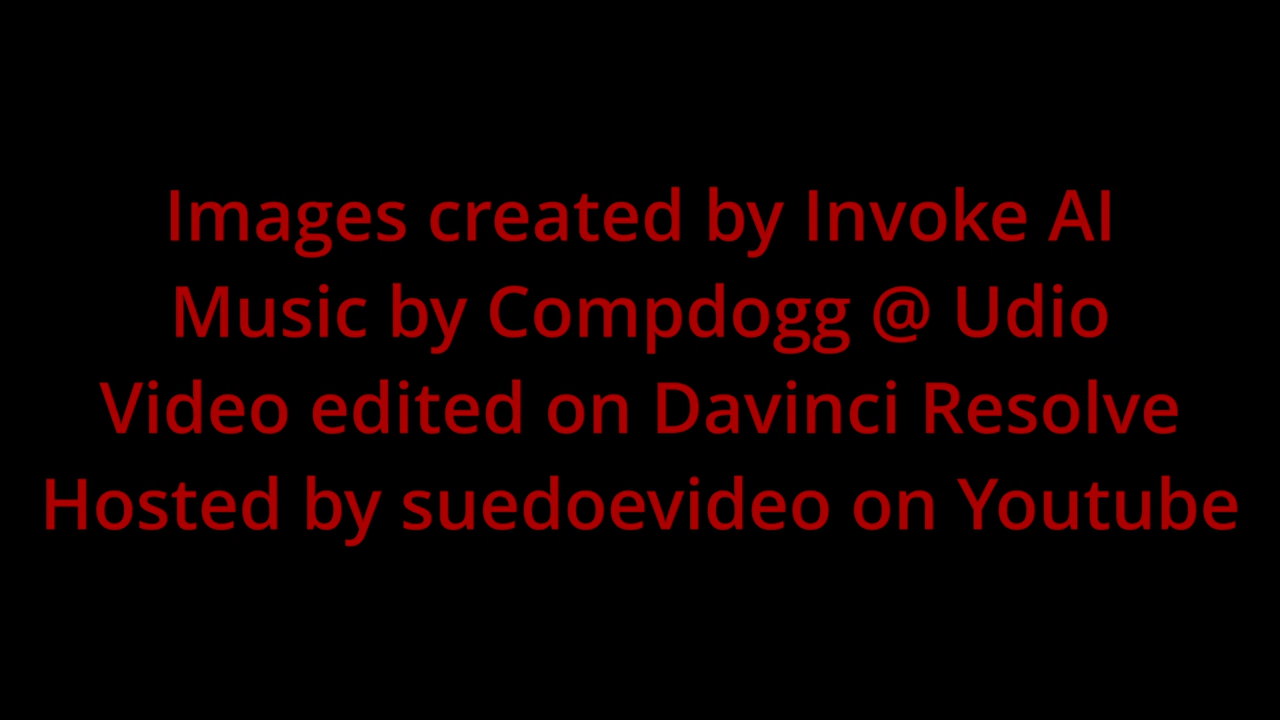 Images created by Invoke AI
Music by Compdogg @ Udio
Video edited on Davinci Resolve
Hosted by suedoevideo on Youtube